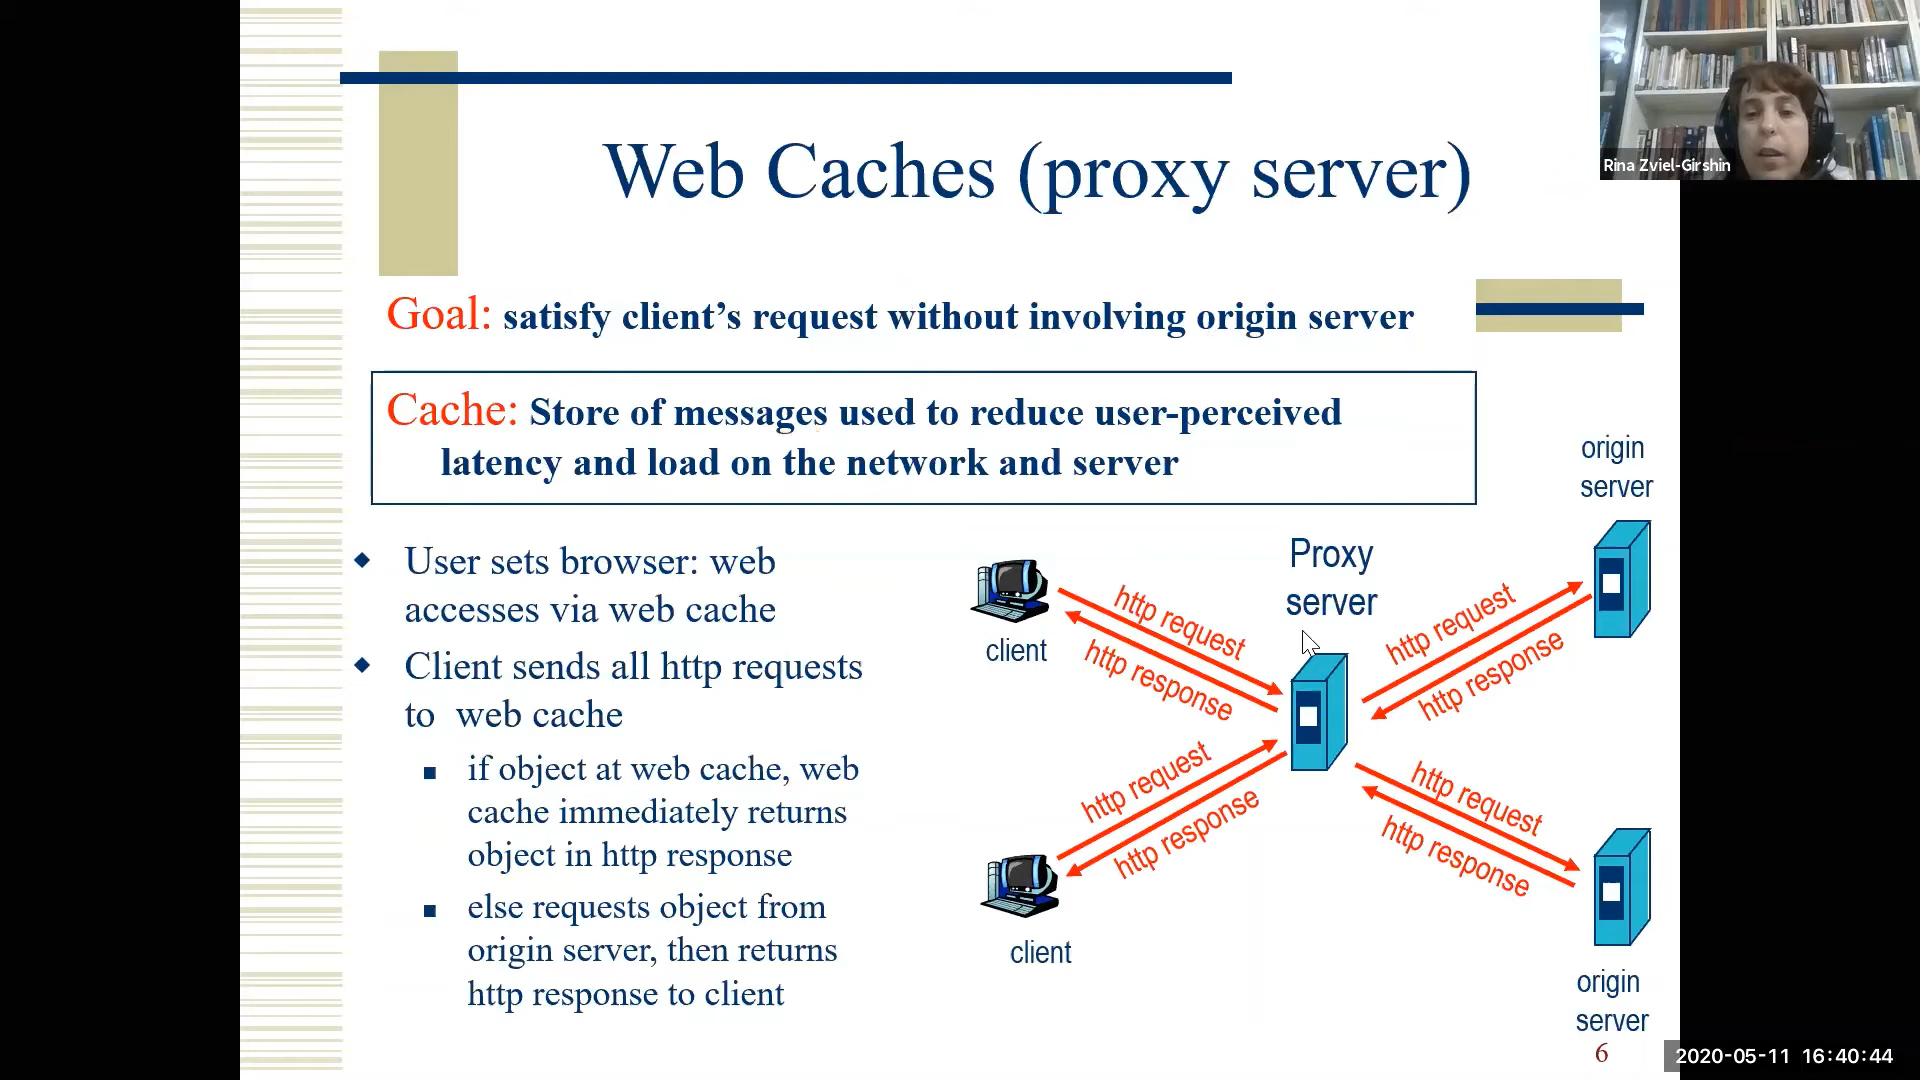 Web Caches (proxy server)
Rina Zviel-Girshin
Goal: satisfy client’s request without involving origin server
Cache: Store of messages used to reduce user-perceived
latency and load on the network and server
User sets browser: web
accesses via web cache
Client sends all http requests
to web cache
if object at web cache, web
cache immediately returns
object in http response
else requests object from
origin server, then returns
http response to client
origin
server
Proxy
server
client
http request
http response
http request
http response
http request
http response
http request
http response
client
origin
server
6
2020-05-11 16:40:44